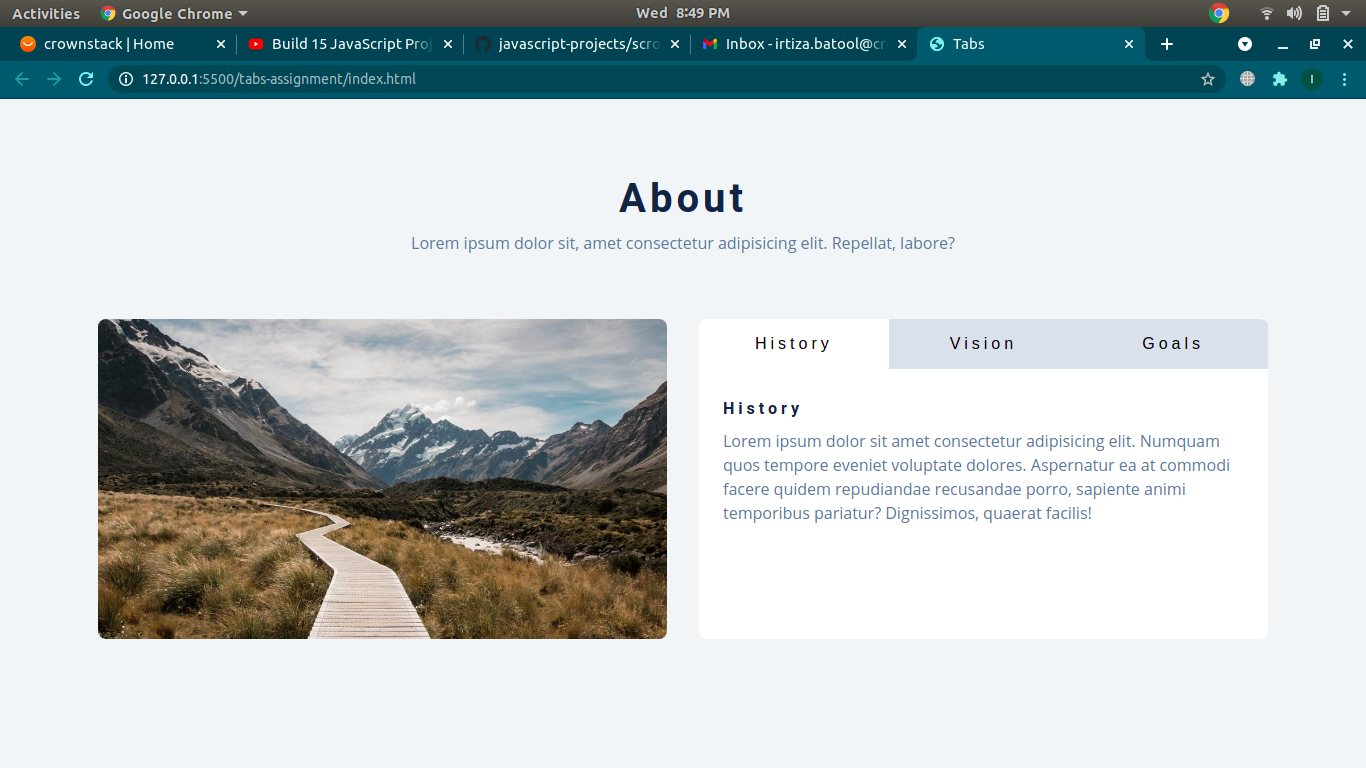 Activities Google Chrome Wed 8:49 PM
crownstack | Home Build 15 JavaScript Proj javascript-projects/scro Inbox - irtiza.batool@cr Tabs
127.0.0.1:5500/tabs-assignment/index.html I
About
Lorem ipsum dolor sit, amet consectetur adipisicing elit. Repellat, labore?
History Vision Goals
History
Lorem ipsum dolor sit amet consectetur adipisicing elit. Numquam
quos tempore eveniet voluptate dolores. Aspernatur ea at commodi
facere quidem repudiandae recusandae porro, sapiente animi
temporibus pariatur? Dignissimos, quaerat facilis!